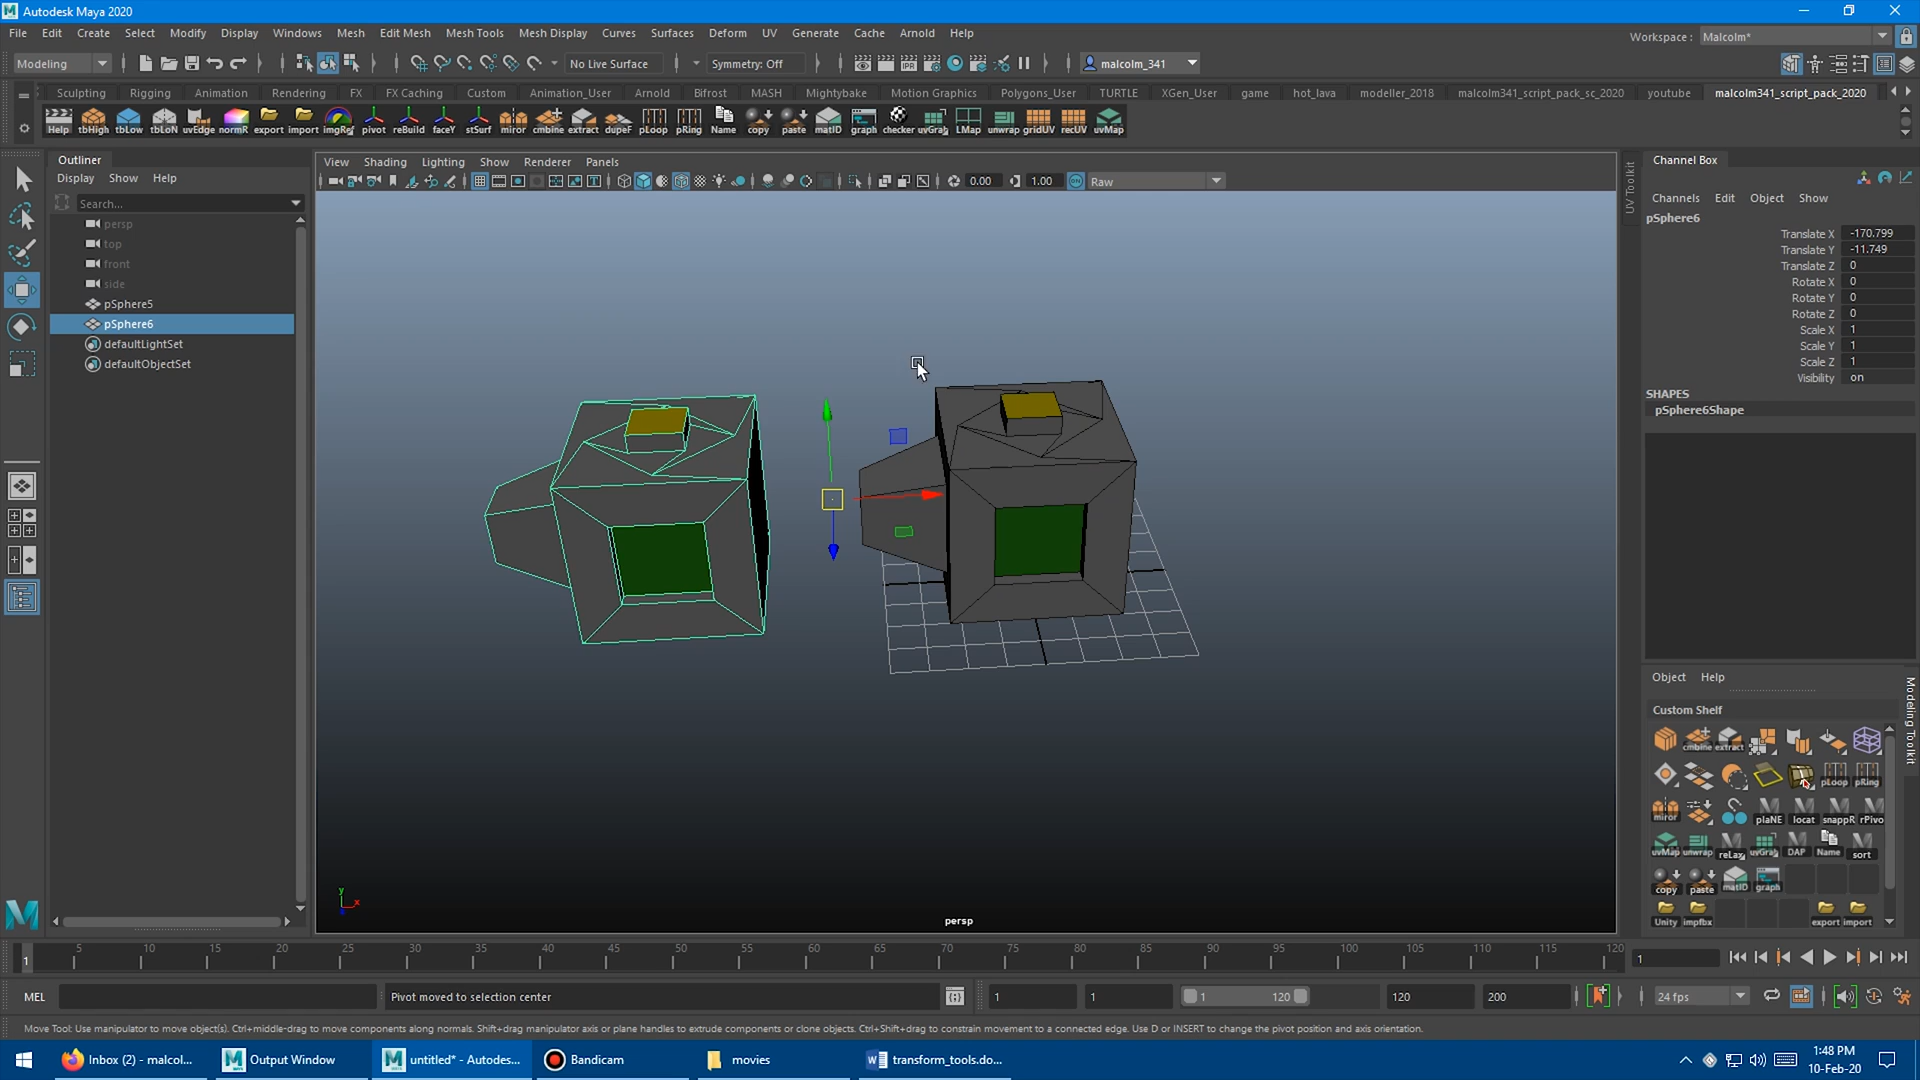 Autodesk Maya 2020
File Edit Create Select Modify Display Windows Mesh Edit Mesh Mesh Tools Mesh Display Curves Surfaces Deform UV Generate Cache Arnold Help
Workspace : Malcolm*
Modeling No Live Surface Symmetry: Off malcolm_341
Sculpting Rigging Animation Rendering FX FX Caching Custom Animation_User Arnold Bifrost MASH Mightybake Motion Graphics Polygons_User TURTLE XGen_User game hot_lava modeller_2018 malcolm341_script_pack_sc_2020 youtube malcolm341_script_pack_2020
Help tbHigh tbLow tbLoN uvEdge normR export import imgRef pivot reBuild faceY stSurf miror cmbine extract dupeF pLoop pRing Name copy paste matID graph checker uvGrab LMap unwrap gridUV recUV uvMap
Outliner
Display Show Help
Search...
persp
top
front
side
pSphere5
pSphere6
defaultLightSet
defaultObjectSet
View Shading Lighting Show Renderer Panels
0.00 1.00 Raw
persp
y
x
UV Toolkit
Channel Box
Channels Edit Object Show
pSphere6
Translate X -170.799
Translate Y -11.749
Translate Z 0
Rotate X 0
Rotate Y 0
Rotate Z 0
Scale X 1
Scale Y 1
Scale Z 1
Visibility on
SHAPES
pSphere6Shape
Object Help
Modeling Toolkit
Custom Shelf
cmbine extract
pLoop pRing
miror plaNE locat snappR rPivo
uvMap unwrap reLax uvGrab DAP Name sort
copy paste matID graph
Unity impfbx export import
1 5 10 15 20 25 30 35 40 45 50 55 60 65 70 75 80 85 90 95 100 105 110 115 120
1
MEL Pivot moved to selection center 1 1 1 120 120 200 24 fps
Move Tool: Use manipulator to move object(s). Ctrl+middle-drag to move components along normals. Shift+drag manipulator axis or plane handles to extrude components or clone objects. Ctrl+Shift+drag to constrain movement to a connected edge. Use D or INSERT to change the pivot position and axis orientation.
Inbox (2) - malcol... Output Window untitled* - Autodes... Bandicam movies transform_tools.do...
1:48 PM
10-Feb-20